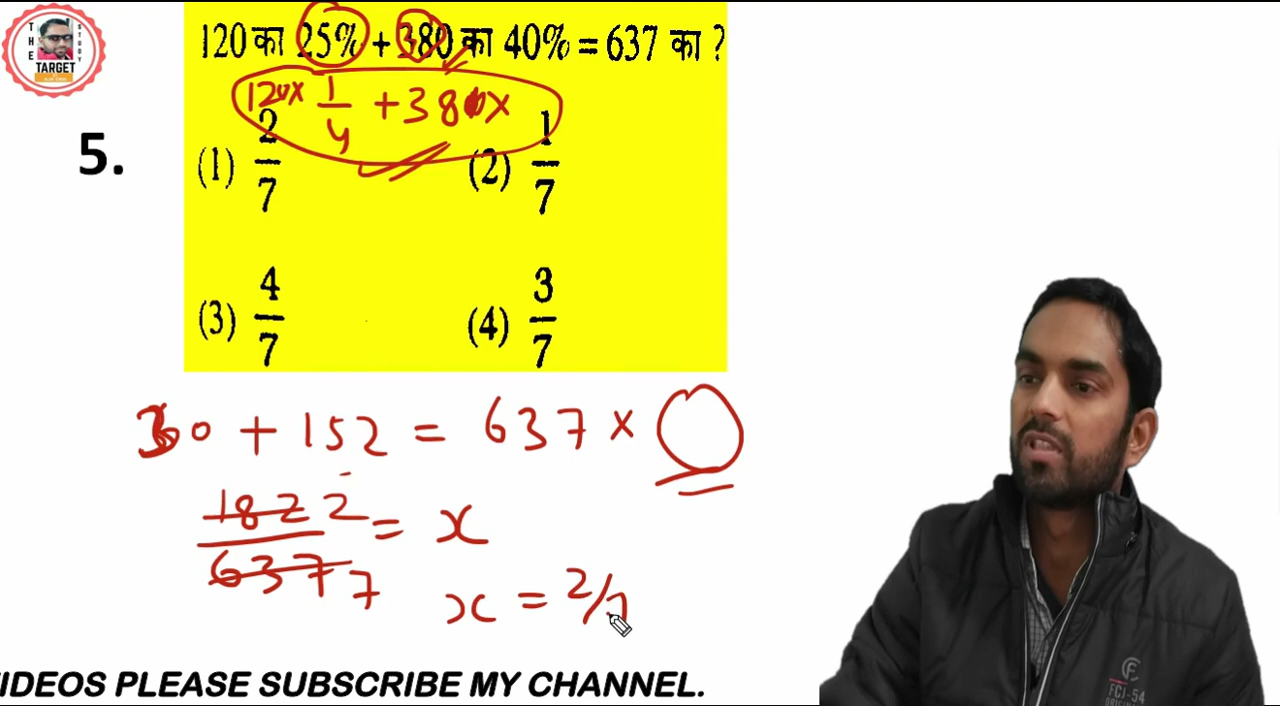 THE
TARGET
STUDY
120 का 25% + 380 का 40% = 637 का ?
120x 1/4 + 380x
5.
(1) 2/7
(2) 1/7
(3) 4/7
(4) 3/7
30 + 152 = 637 x
182 2 / 637 7 = x
x = 2/7
IDEOS PLEASE SUBSCRIBE MY CHANNEL.
FCJ-54